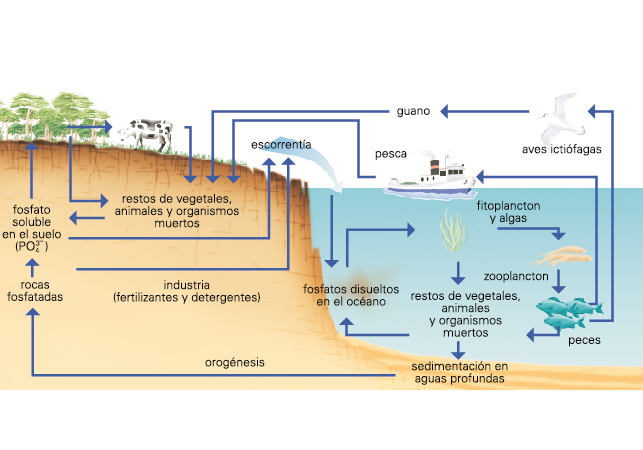 guano
aves ictiófagas
escorrentía
pesca
restos de vegetales,
animales y organismos
muertos
fosfato
soluble
en el suelo
(PO₄³⁻)
fitoplancton
y algas
zooplancton
rocas
fosfatadas
industria
(fertilizantes y detergentes)
fosfatos disueltos
en el océano
restos de vegetales,
animales
y organismos
muertos
peces
orogénesis
sedimentación en
aguas profundas